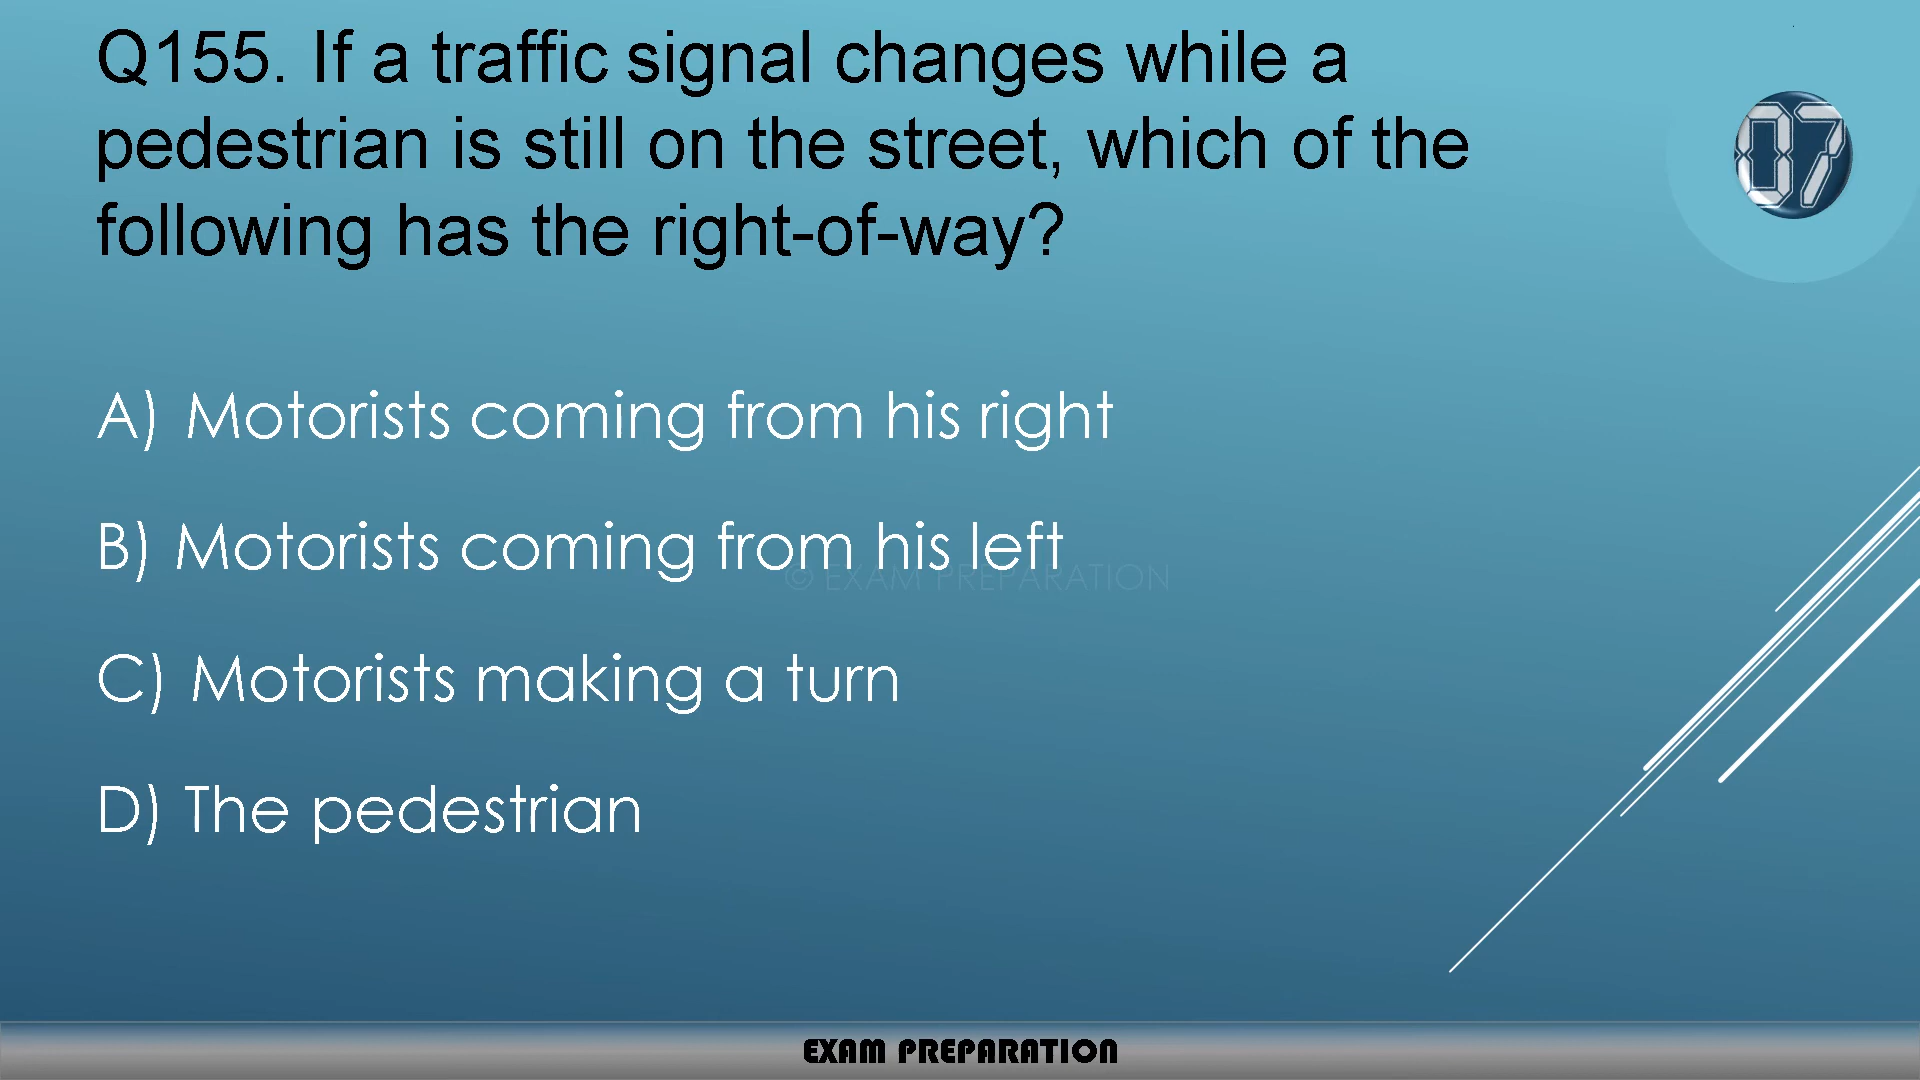 Q155. If a traffic signal changes while a
pedestrian is still on the street, which of the
following has the right-of-way?
07
A) Motorists coming from his right
B) Motorists coming from his left
© EXAM PREPARATION
C) Motorists making a turn
D) The pedestrian
EXAM PREPARATION